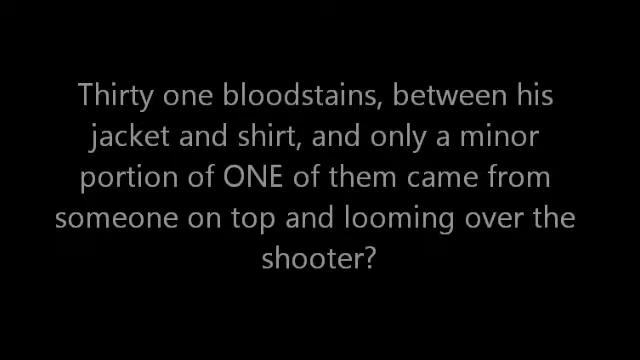 Thirty one bloodstains, between his
jacket and shirt, and only a minor
portion of ONE of them came from
someone on top and looming over the
shooter?